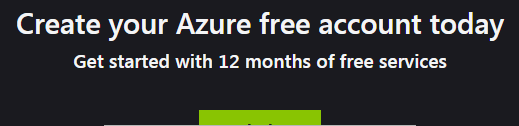 Create your Azure free account today
Get started with 12 months of free services